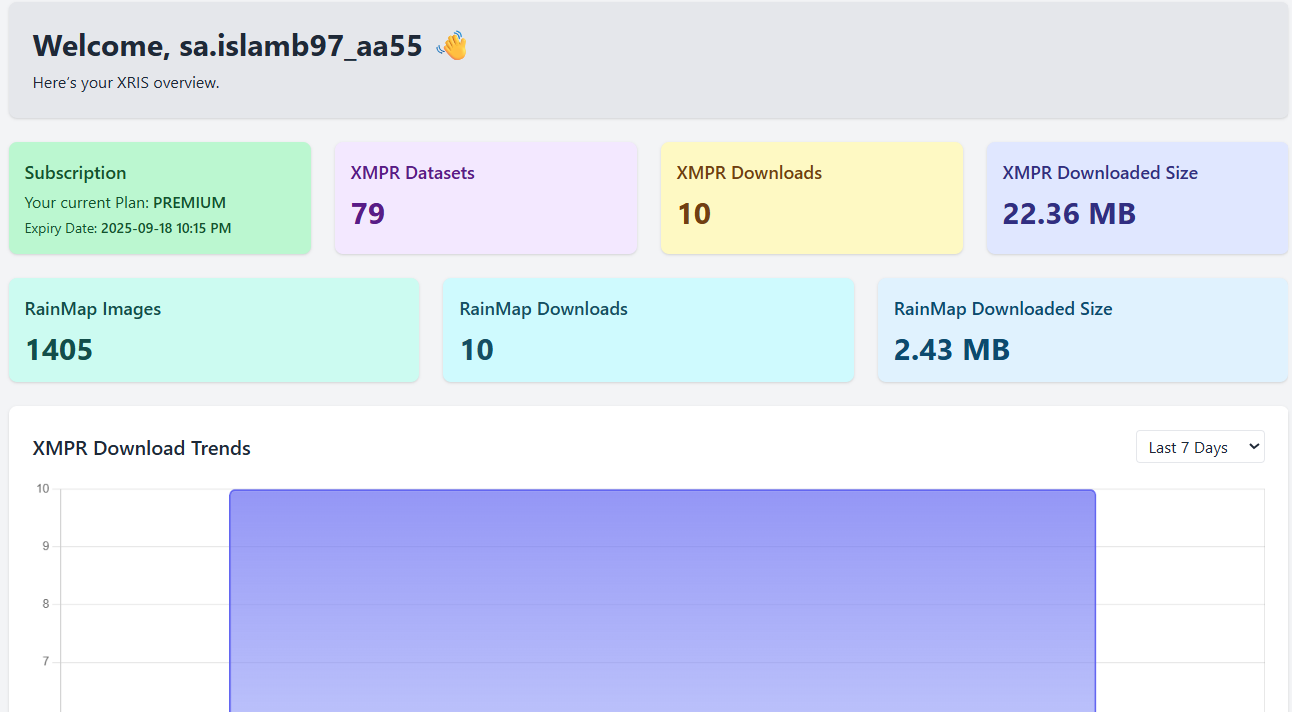 Welcome, sa.islamb97_aa55 👋
Here's your XRIS overview.
Subscription
Your current Plan: PREMIUM
Expiry Date: 2025-09-18 10:15 PM
XMPR Datasets
79
XMPR Downloads
10
XMPR Downloaded Size
22.36 MB
RainMap Images
1405
RainMap Downloads
10
RainMap Downloaded Size
2.43 MB
XMPR Download Trends
Last 7 Days
10
9
8
7